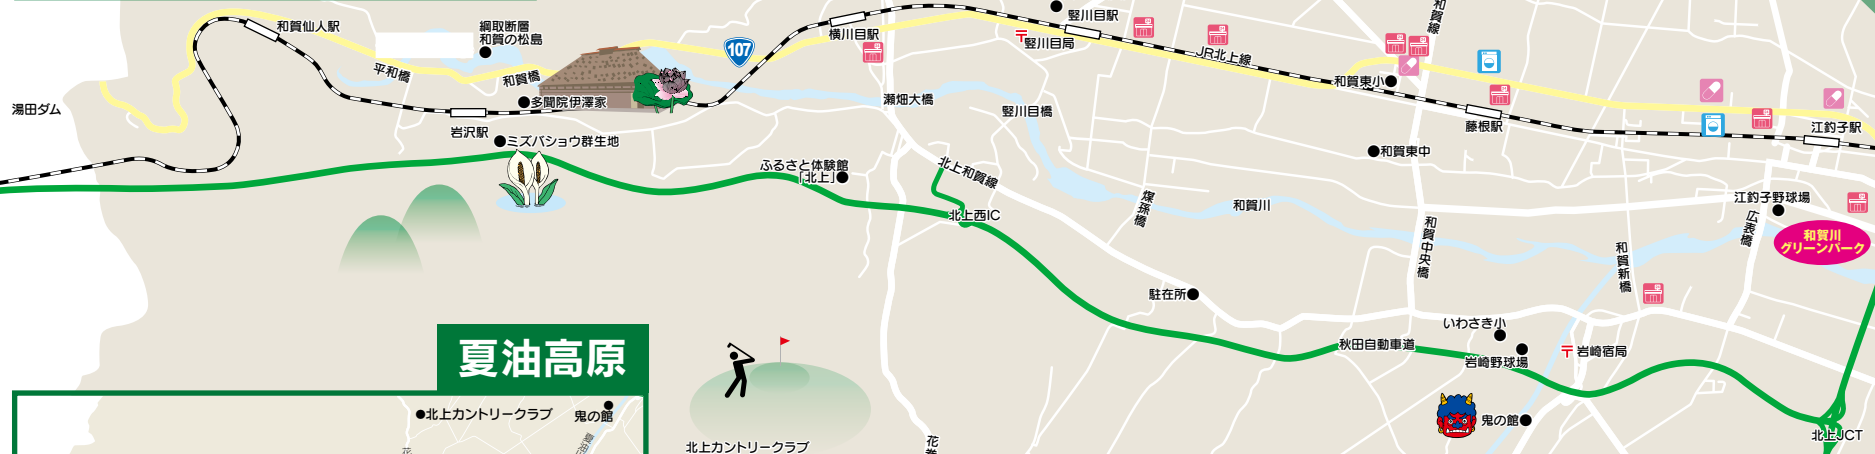 和賀仙人駅
綱取断層
和賀の松島
平和橋
和賀橋
107
横川目駅
竪川目駅
竪川目局
JR北上線
和賀線
和賀東小
湯田ダム
多聞院伊澤家
瀬畑大橋
竪川目橋
岩沢駅
ミズバショウ群生地
藤根駅
江釣子駅
和賀東中
ふるさと体験館
「北上」
北上和賀線
北上西IC
煤孫橋
和賀川
和賀中央橋
江釣子野球場
広表橋
和賀川
グリーンパーク
和賀新橋
駐在所
いわさき小
秋田自動車道
岩崎野球場
岩崎宿局
夏油高原
北上カントリークラブ
鬼の館
夏油
花
北上カントリークラブ
花巻
鬼の館
北上JCT